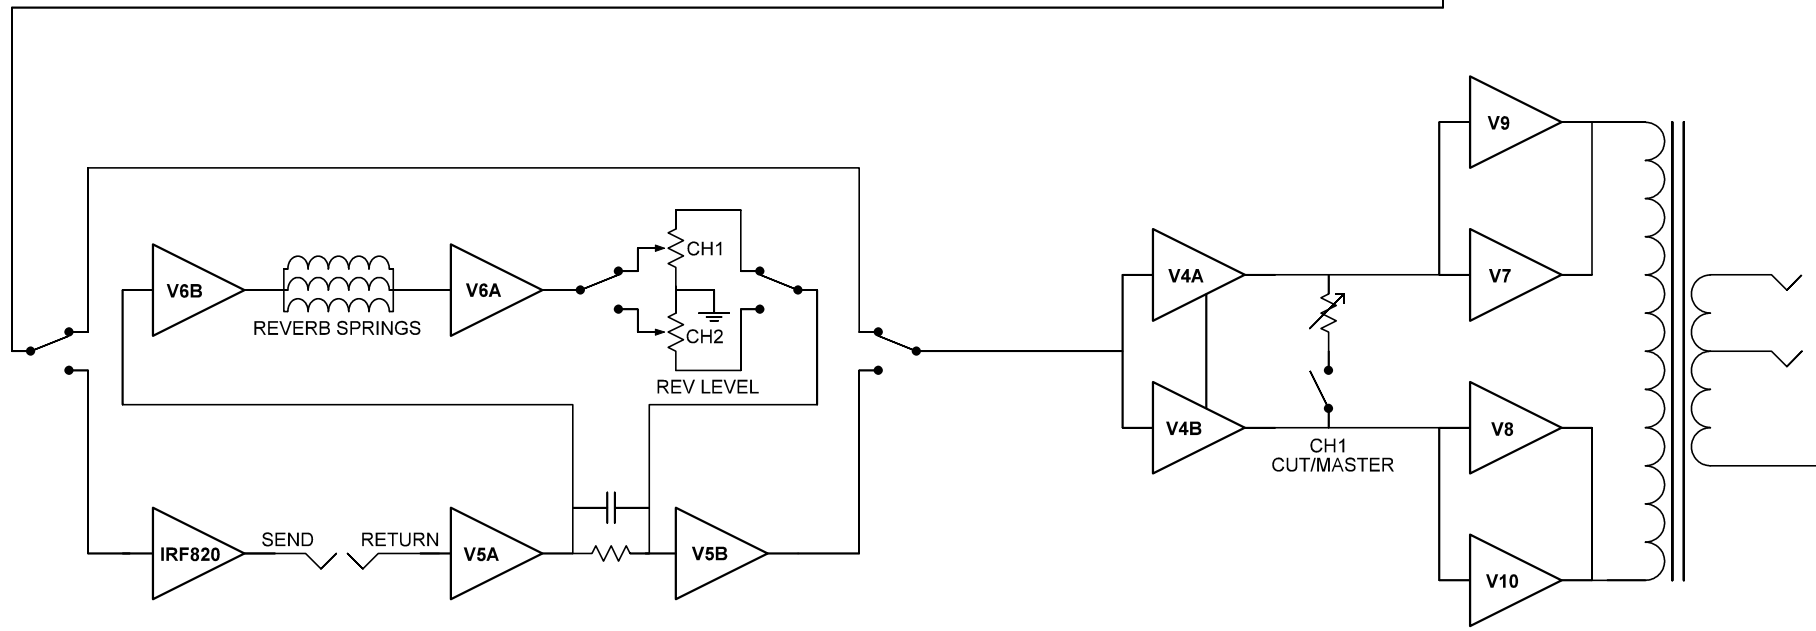 V9
V6B
REVERB SPRINGS
V6A
CH1
CH2
REV LEVEL
V4A
V7
V4B
V8
CH1
CUT/MASTER
IRF820
SEND
RETURN
V5A
V5B
V10